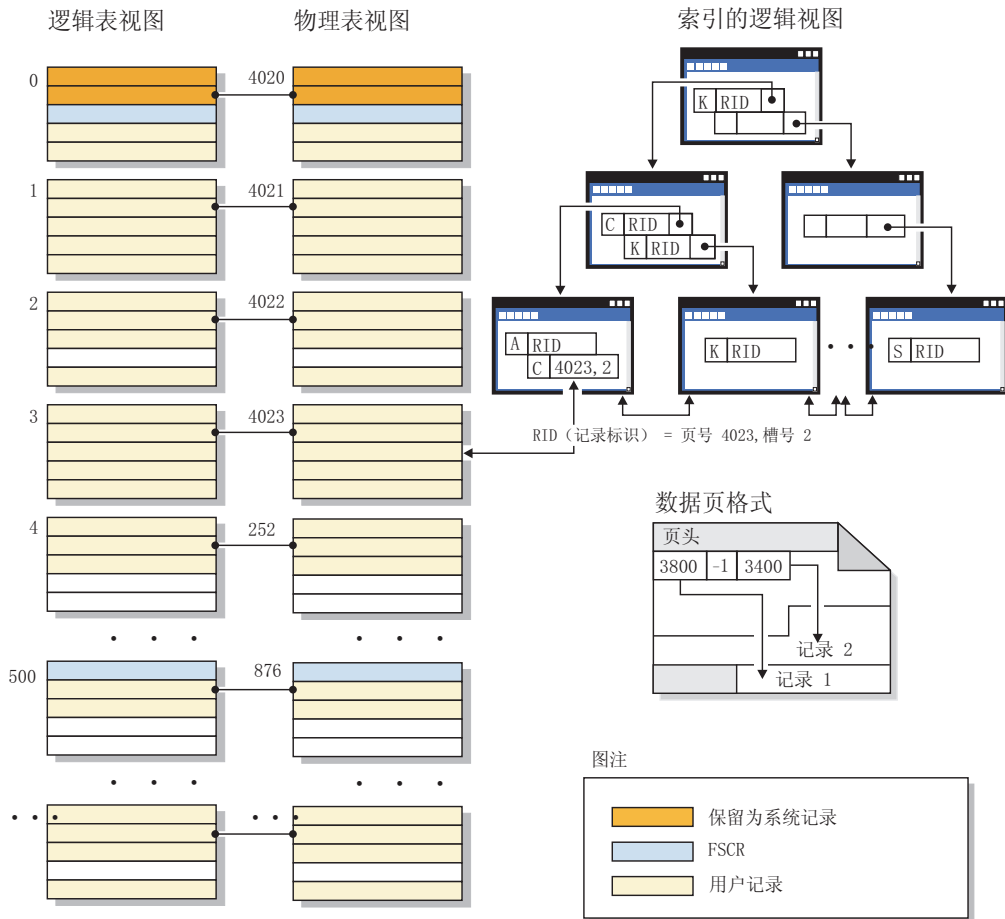 逻辑表视图
物理表视图
索引的逻辑视图
0
4020
1
4021
2
4022
3
4023
4
252
500
876
K RID
C RID
K RID
A RID
C 4023,2
K RID
S RID
RID（记录标识） = 页号 4023,槽号 2
数据页格式
页头
3800 -1 3400
记录 2
记录 1
图注
保留为系统记录
FSCR
用户记录